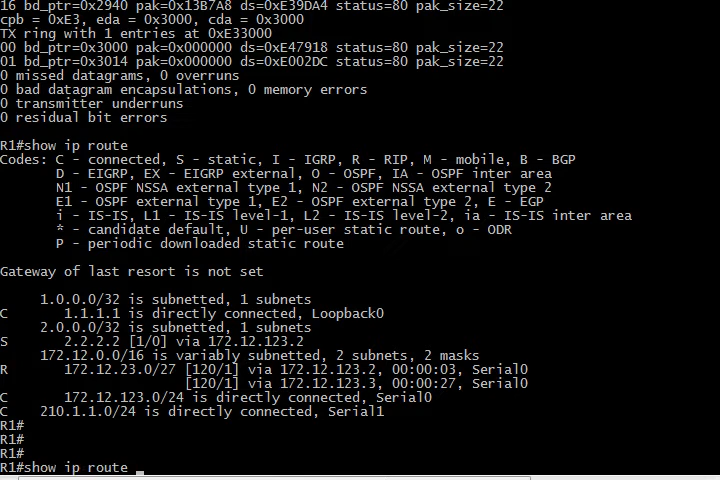 16 bd_ptr=0x2940 pak=0x13B7A8 ds=0xE39DA4 status=80 pak_size=22
cpb = 0xE3, eda = 0x3000, cda = 0x3000
TX ring with 1 entries at 0xE33000
00 bd_ptr=0x3000 pak=0x000000 ds=0xE47918 status=80 pak_size=22
01 bd_ptr=0x3014 pak=0x000000 ds=0xE002DC status=80 pak_size=22
0 missed datagrams, 0 overruns
0 bad datagram encapsulations, 0 memory errors
0 transmitter underruns
0 residual bit errors
R1#show ip route
Codes: C - connected, S - static, I - IGRP, R - RIP, M - mobile, B - BGP
D - EIGRP, EX - EIGRP external, O - OSPF, IA - OSPF inter area
N1 - OSPF NSSA external type 1, N2 - OSPF NSSA external type 2
E1 - OSPF external type 1, E2 - OSPF external type 2, E - EGP
i - IS-IS, L1 - IS-IS level-1, L2 - IS-IS level-2, ia - IS-IS inter area
* - candidate default, U - per-user static route, o - ODR
P - periodic downloaded static route
Gateway of last resort is not set
1.0.0.0/32 is subnetted, 1 subnets
C 1.1.1.1 is directly connected, Loopback0
2.0.0.0/32 is subnetted, 1 subnets
S 2.2.2.2 [1/0] via 172.12.123.2
172.12.0.0/16 is variably subnetted, 2 subnets, 2 masks
R 172.12.23.0/27 [120/1] via 172.12.123.2, 00:00:03, Serial0
[120/1] via 172.12.123.3, 00:00:27, Serial0
C 172.12.123.0/24 is directly connected, Serial0
C 210.1.1.0/24 is directly connected, Serial1
R1#
R1#
R1#
R1#show ip route _